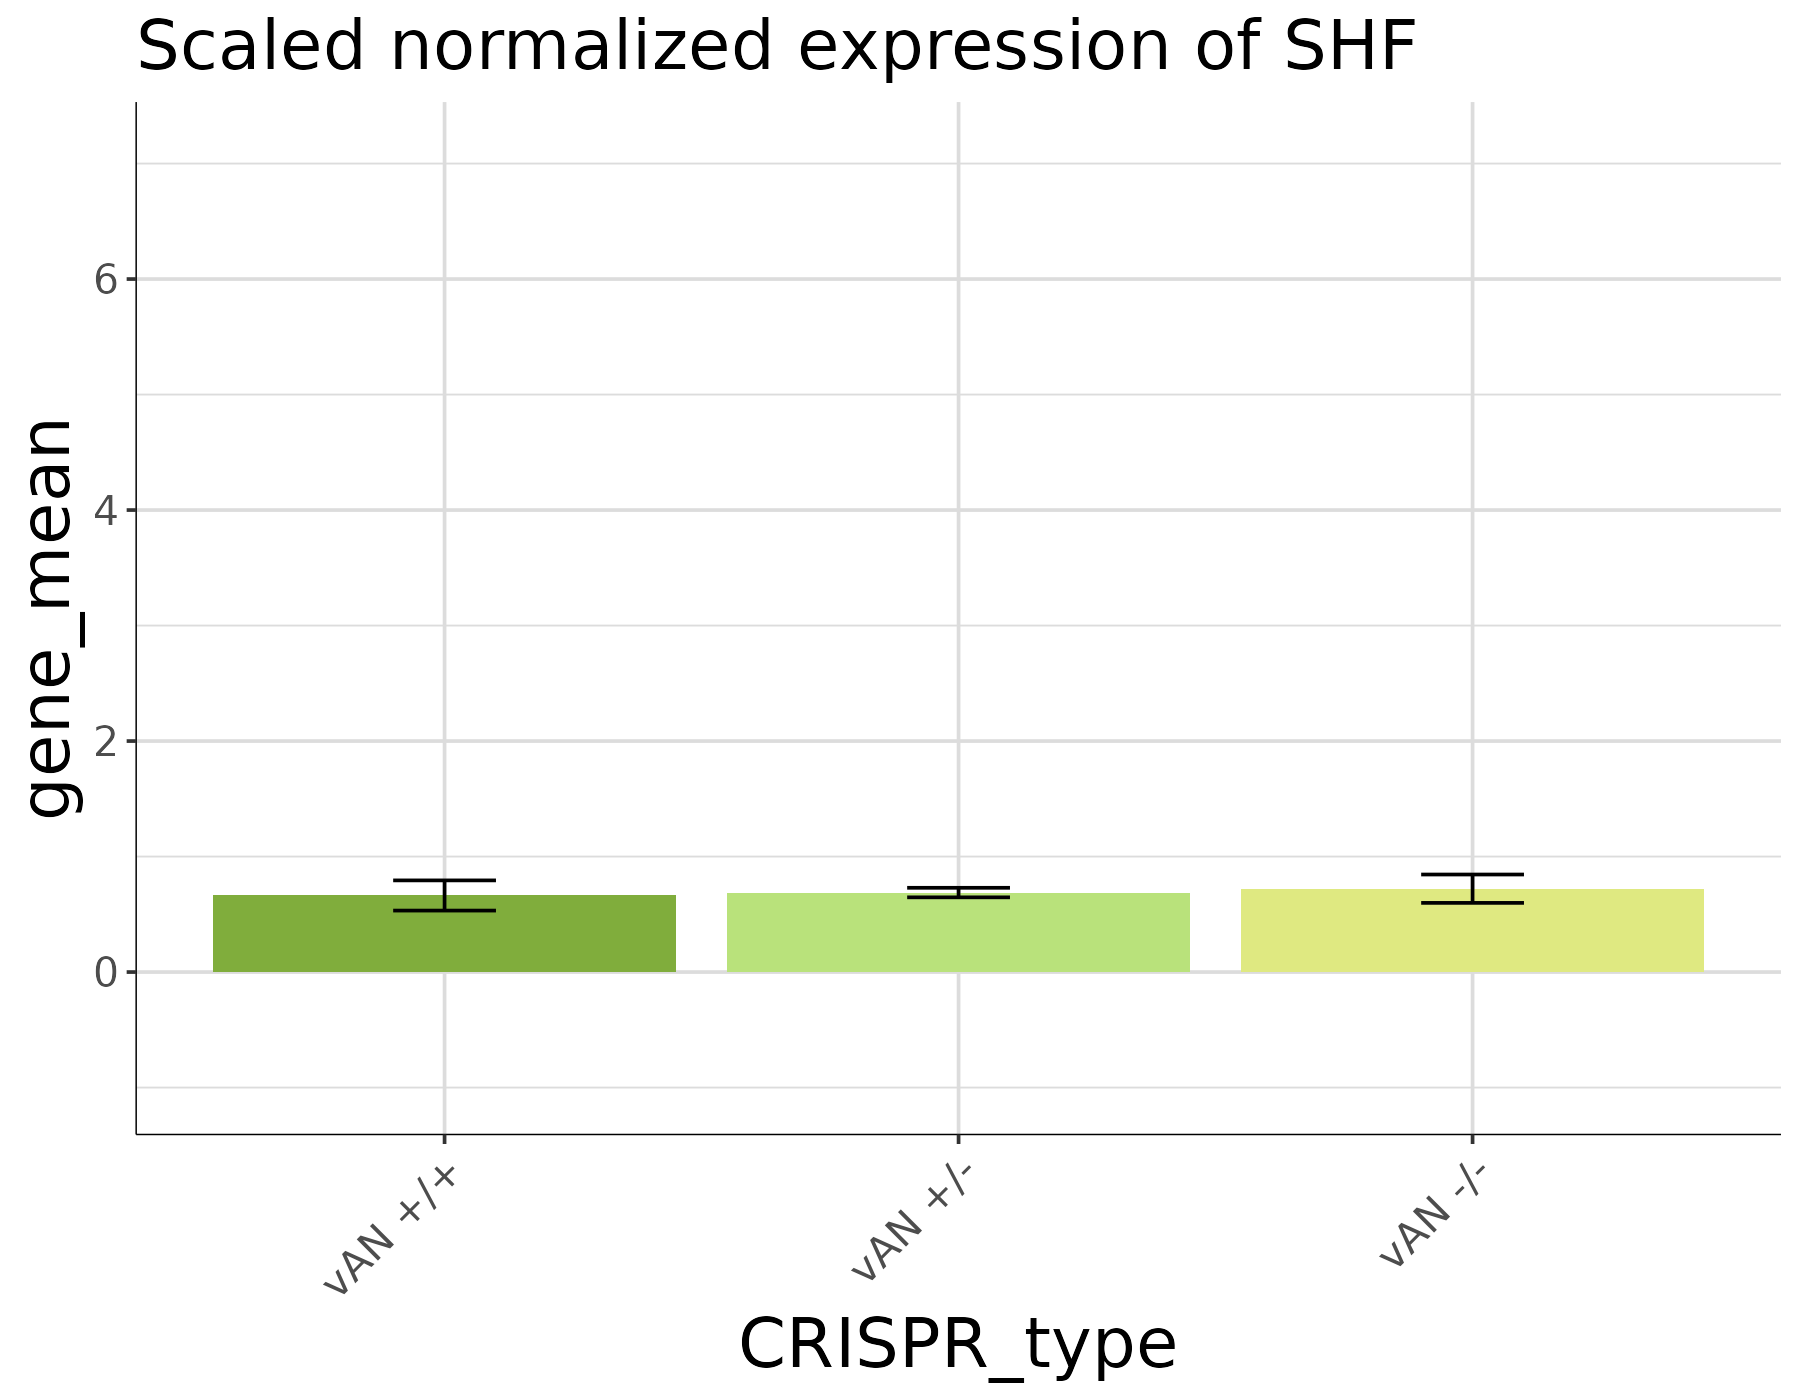 Scaled normalized expression of SHF
gene_mean
6
4
2
0
vAN +/+
vAN +/-
vAN -/-
CRISPR_type